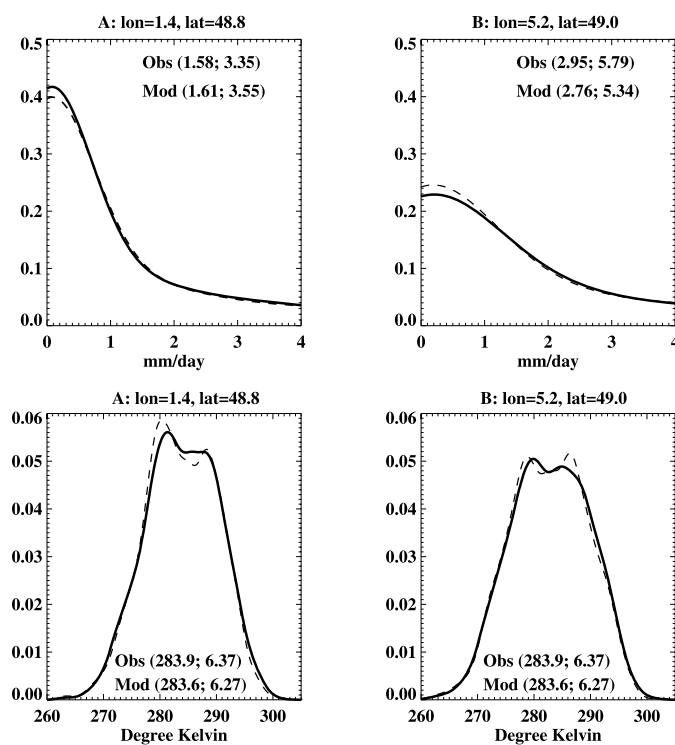 A: lon=1.4, lat=48.8
B: lon=5.2, lat=49.0
0.5
0.4
0.3
0.2
0.1
0.0
Obs (1.58; 3.35)
Mod (1.61; 3.55)
0 1 2 3 4
mm/day
0.5
0.4
0.3
0.2
0.1
0.0
Obs (2.95; 5.79)
Mod (2.76; 5.34)
0 1 2 3 4
mm/day
A: lon=1.4, lat=48.8
B: lon=5.2, lat=49.0
0.06
0.05
0.04
0.03
0.02
0.01
0.00
Obs (283.9; 6.37)
Mod (283.6; 6.27)
260 270 280 290 300
Degree Kelvin
0.06
0.05
0.04
0.03
0.02
0.01
0.00
Obs (283.9; 6.37)
Mod (283.6; 6.27)
260 270 280 290 300
Degree Kelvin